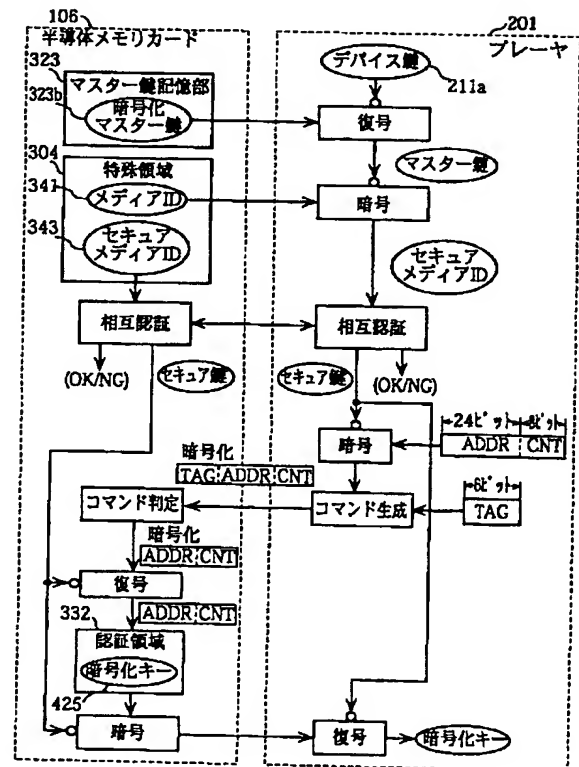 106
半導体メモリカード
201
プレーヤ
323
マスター鍵記憶部
323b
暗号化
マスター鍵
デバイス鍵
211a
復号
マスター鍵
304
特殊領域
341
メディアID
暗号
343
セキュア
メディアID
セキュア
メディアID
相互認証
相互認証
(OK/NG)
セキュア鍵
セキュア鍵
(OK/NG)
24ビット
8ビット
暗号
ADDR CNT
暗号化
TAG ADDR CNT
6ビット
コマンド判定
コマンド生成
TAG
暗号化
ADDR CNT
復号
ADDR CNT
332
認証領域
暗号化キー
425
暗号
復号
暗号化キー